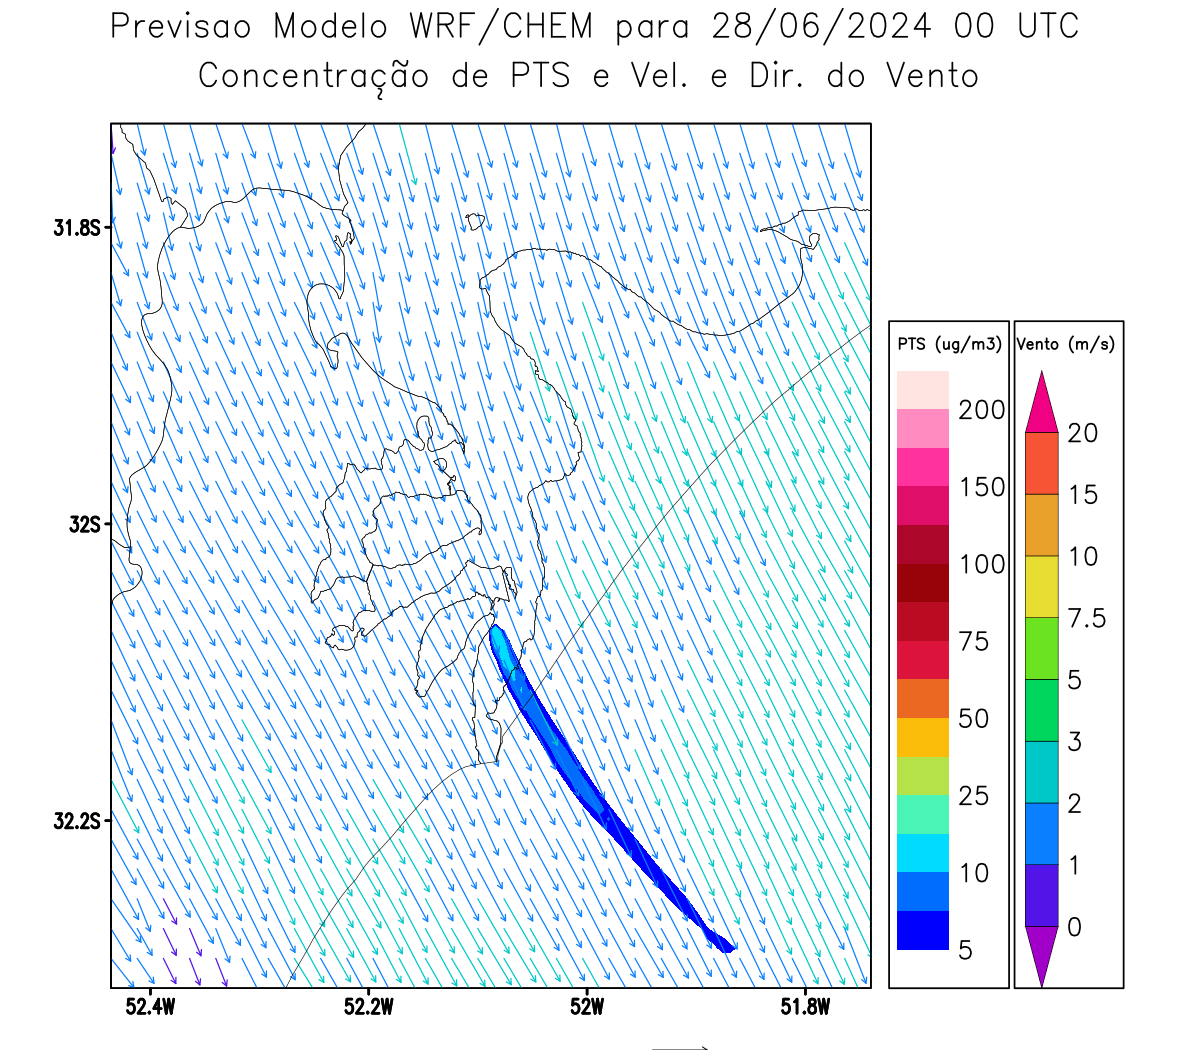 Previsao Modelo WRF/CHEM para 28/06/2024 00 UTC
Concentração de PTS e Vel. e Dir. do Vento
31.8S
32S
32.2S
52.4W
52.2W
52W
51.8W
PTS (ug/m3)
200
150
100
75
50
25
10
5
Vento (m/s)
20
15
10
7.5
5
3
2
1
0